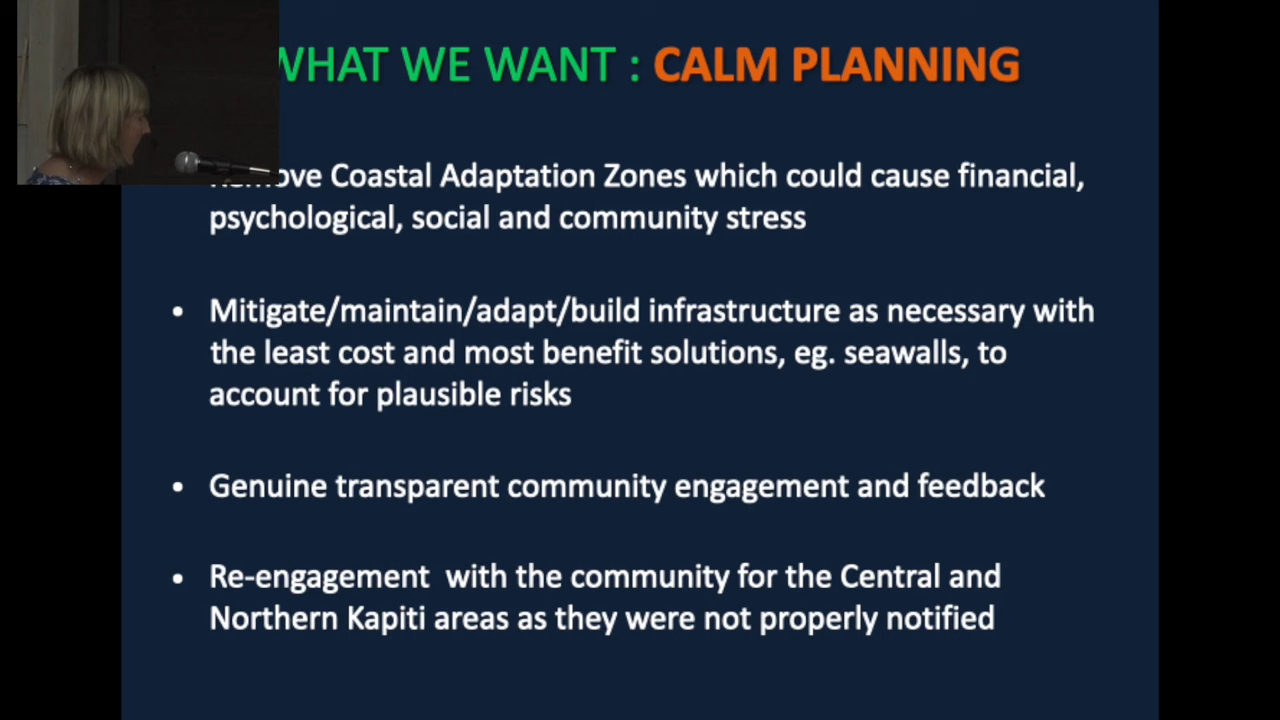 WHAT WE WANT : CALM PLANNING
Remove Coastal Adaptation Zones which could cause financial,
psychological, social and community stress
• Mitigate/maintain/adapt/build infrastructure as necessary with
the least cost and most benefit solutions, eg. seawalls, to
account for plausible risks
• Genuine transparent community engagement and feedback
• Re-engagement with the community for the Central and
Northern Kapiti areas as they were not properly notified